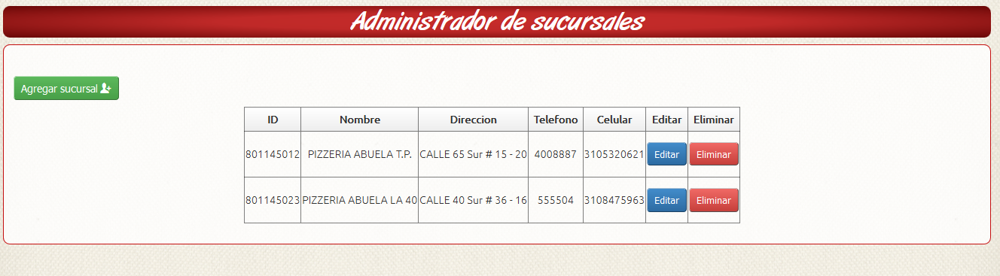 Administrador de sucursales
Agregar sucursal
ID Nombre Direccion Telefono Celular Editar Eliminar
801145012 PIZZERIA ABUELA T.P. CALLE 65 Sur # 15 - 20 4008887 3105320621 Editar Eliminar
801145023 PIZZERIA ABUELA LA 40 CALLE 40 Sur # 36 - 16 555504 3108475963 Editar Eliminar